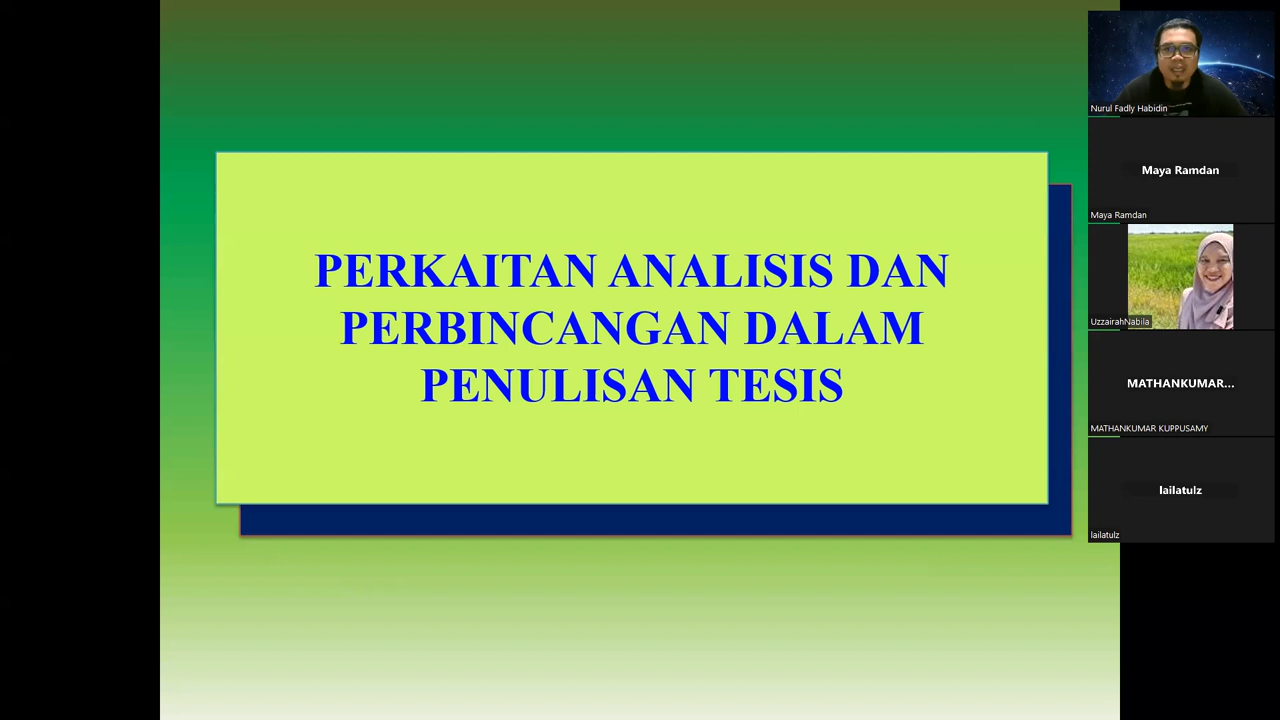 PERKAITAN ANALISIS DAN
PERBINCANGAN DALAM
PENULISAN TESIS
Nurul Fadly Habidin
Maya Ramdan
Maya Ramdan
UzzairahNabila
MATHANKUMAR...
MATHANKUMAR KUPPUSAMY
lailatulz
lailatulz